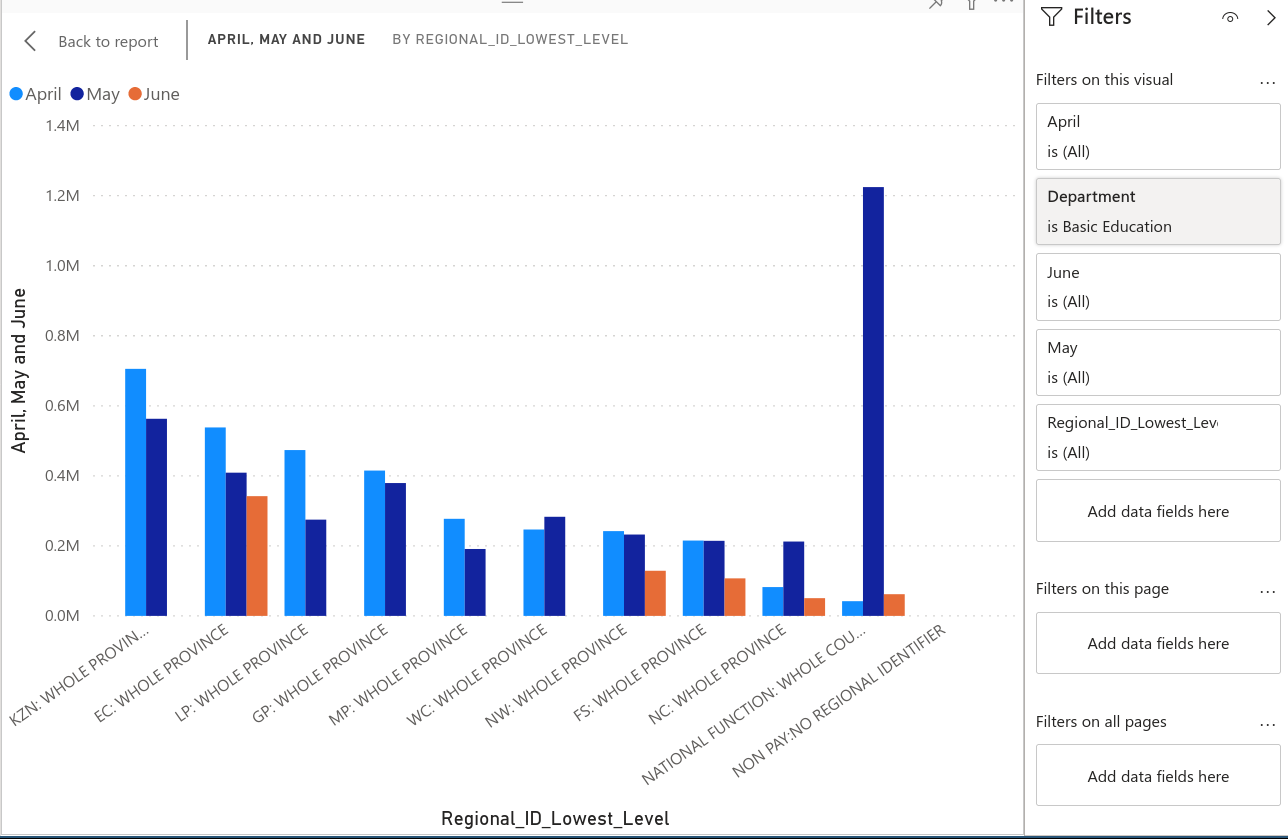 Back to report
APRIL, MAY AND JUNE
BY REGIONAL_ID_LOWEST_LEVEL
April May June
1.4M
1.2M
1.0M
0.8M
0.6M
0.4M
0.2M
0.0M
April, May and June
KZN: WHOLE PROVIN...
EC: WHOLE PROVINCE
LP: WHOLE PROVINCE
GP: WHOLE PROVINCE
MP: WHOLE PROVINCE
WC: WHOLE PROVINCE
NW: WHOLE PROVINCE
FS: WHOLE PROVINCE
NC: WHOLE PROVINCE
NATIONAL FUNCTION: WHOLE COU...
NON PAY:NO REGIONAL IDENTIFIER
Regional_ID_Lowest_Level
Filters
Filters on this visual
April
is (All)
Department
is Basic Education
June
is (All)
May
is (All)
Regional_ID_Lowest_Lev
is (All)
Add data fields here
Filters on this page
Add data fields here
Filters on all pages
Add data fields here